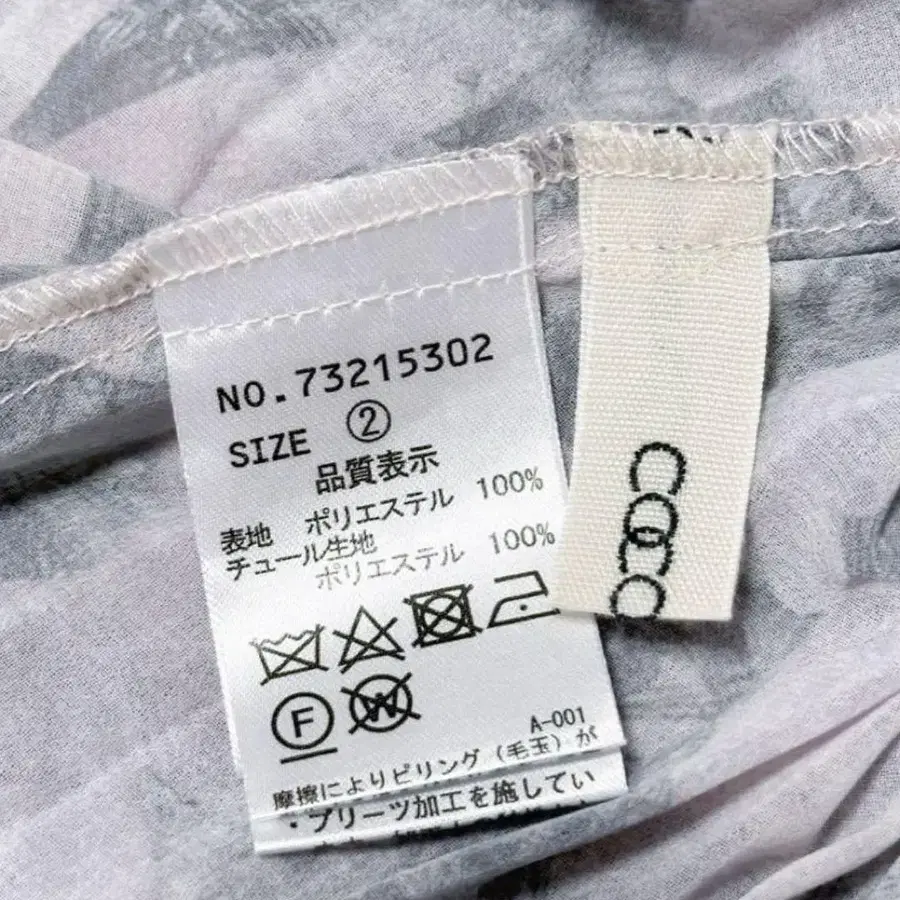 NO.73215302
SIZE ②
品質表示
表地 ポリエステル 100%
チュール生地
ポリエステル 100%
F W
A-001
摩擦によりピリング(毛玉)が
・プリーツ加工を施してい
COCO